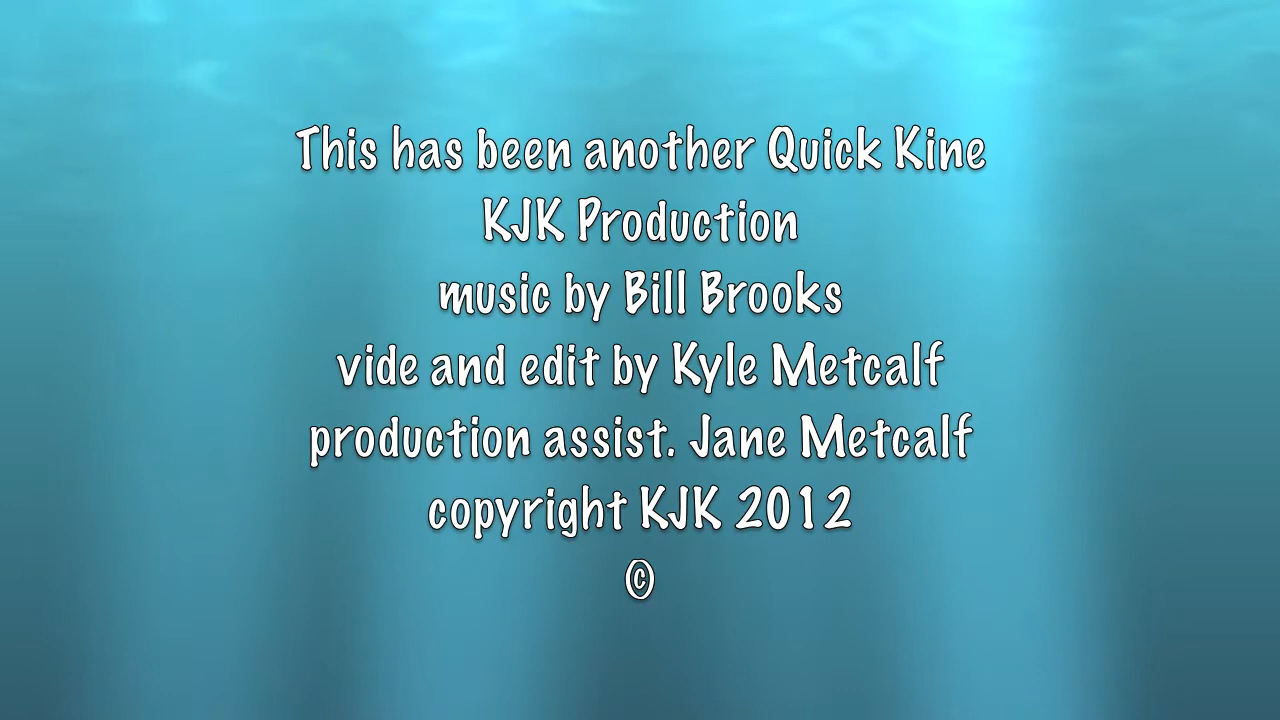 This has been another Quick Kine
KJK Production
music by Bill Brooks
vide and edit by Kyle Metcalf
production assist. Jane Metcalf
copyright KJK 2012
©